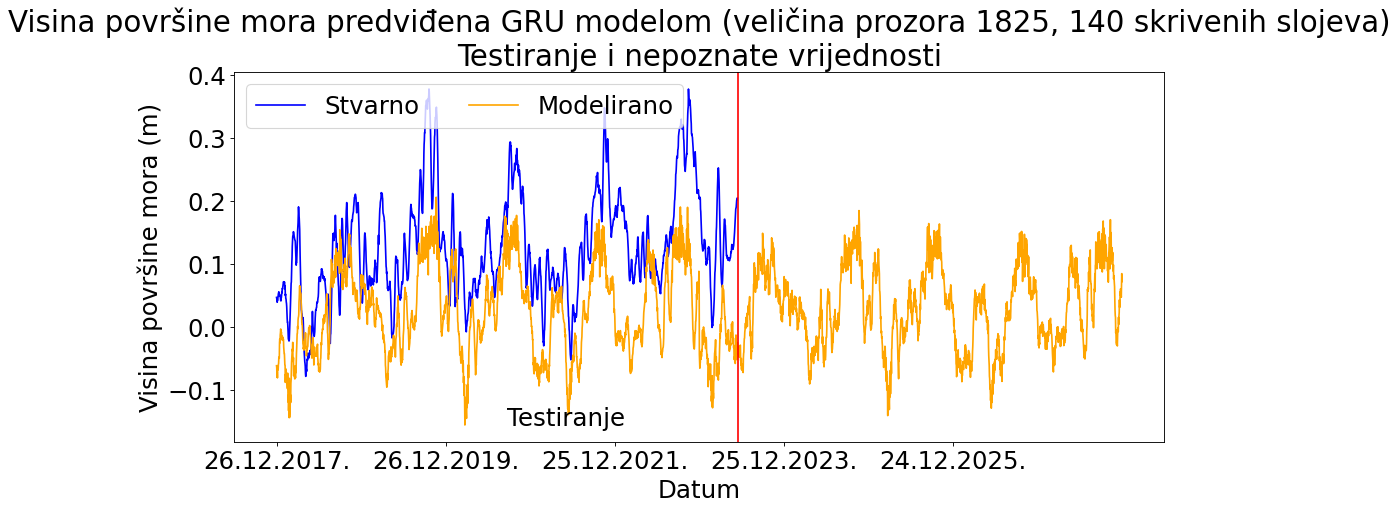 Visina površine mora predviđena GRU modelom (veličina prozora 1825, 140 skrivenih slojeva)
Testiranje i nepoznate vrijednosti
Visina površine mora (m)
0.4
0.3
0.2
0.1
0.0
−0.1
Stvarno Modelirano
Testiranje
26.12.2017. 26.12.2019. 25.12.2021. 25.12.2023. 24.12.2025.
Datum